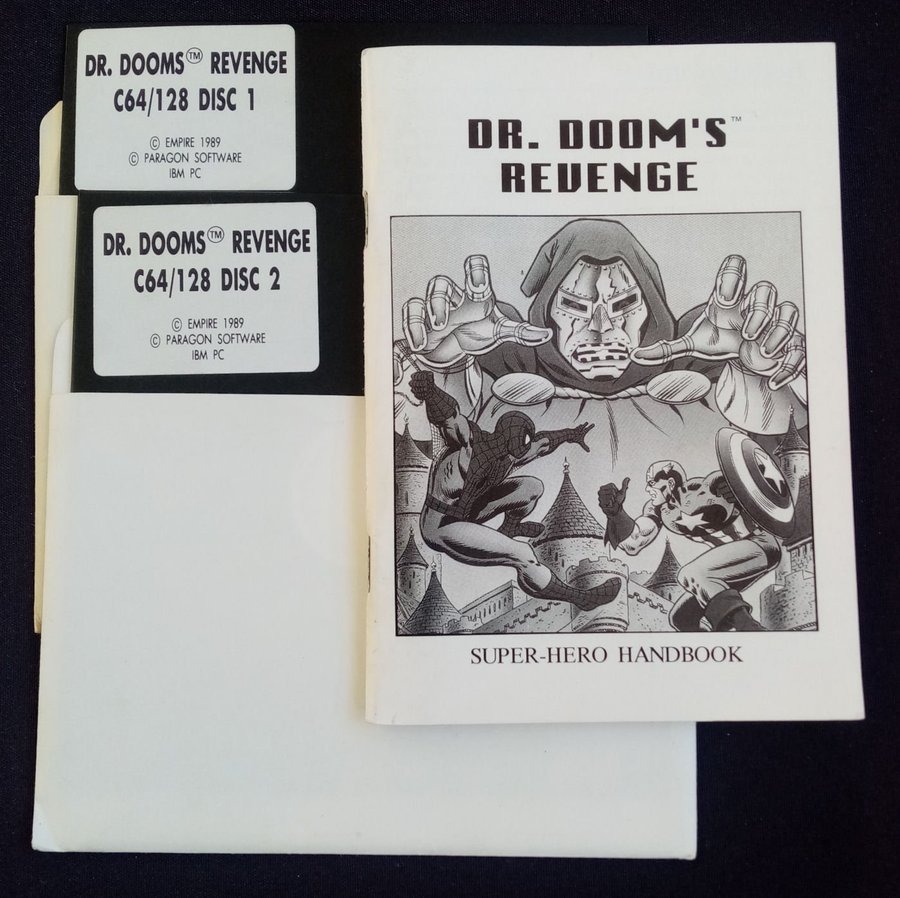 DR. DOOMS™ REVENGE
C64/128 DISC 1
© EMPIRE 1989
© PARAGON SOFTWARE
IBM PC
DR. DOOMS™ REVENGE
C64/128 DISC 2
© EMPIRE 1989
© PARAGON SOFTWARE
IBM PC
DR. DOOM'S™
REVENGE
SUPER-HERO HANDBOOK